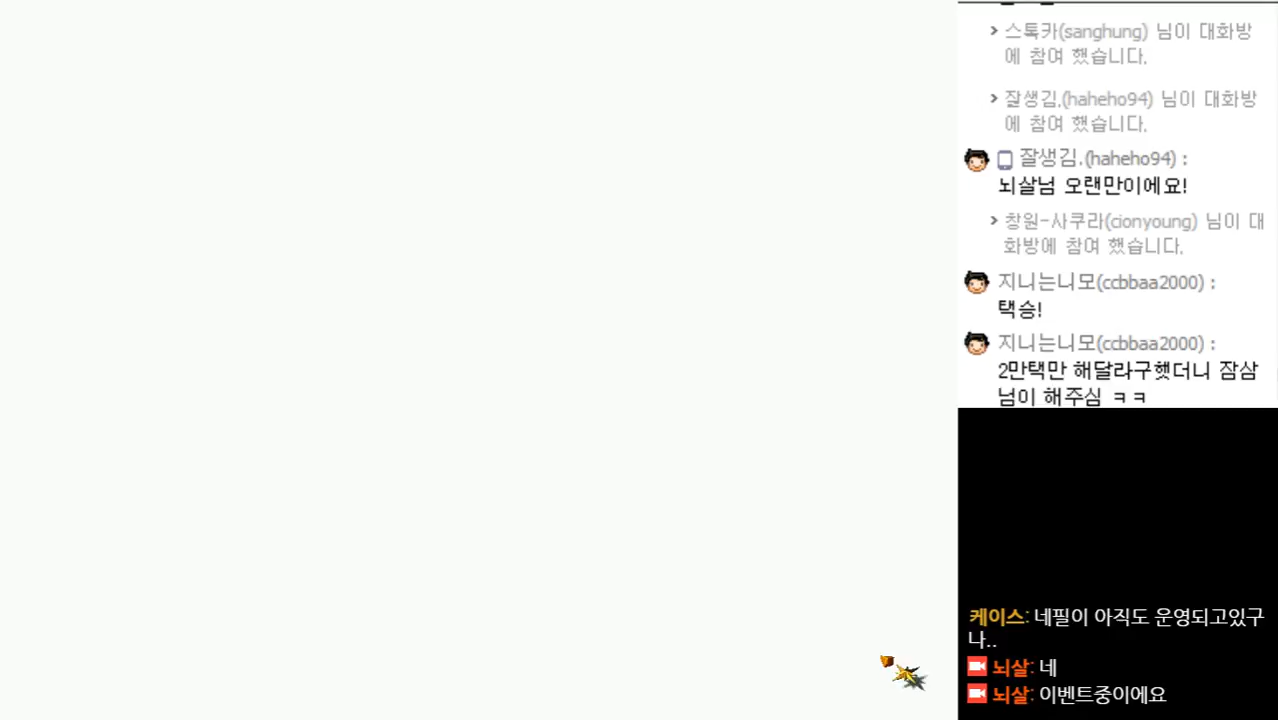 > 스톡카(sanghung) 님이 대화방
에 참여 했습니다.
> 잘생김.(haheho94) 님이 대화방
에 참여 했습니다.
잘생김.(haheho94) :
뇌살님 오랜만이에요!
> 창원-사쿠라(cionyoung) 님이 대
화방에 참여 했습니다.
지니는니모(ccbbaa2000) :
택승!
지니는니모(ccbbaa2000) :
2만택만 해달라구햇더니 잠삼
님이 해주심 ㅋㅋ
케이스: 네필이 아직도 운영되고있구
나..
뇌살: 네
뇌살: 이벤트중이에요